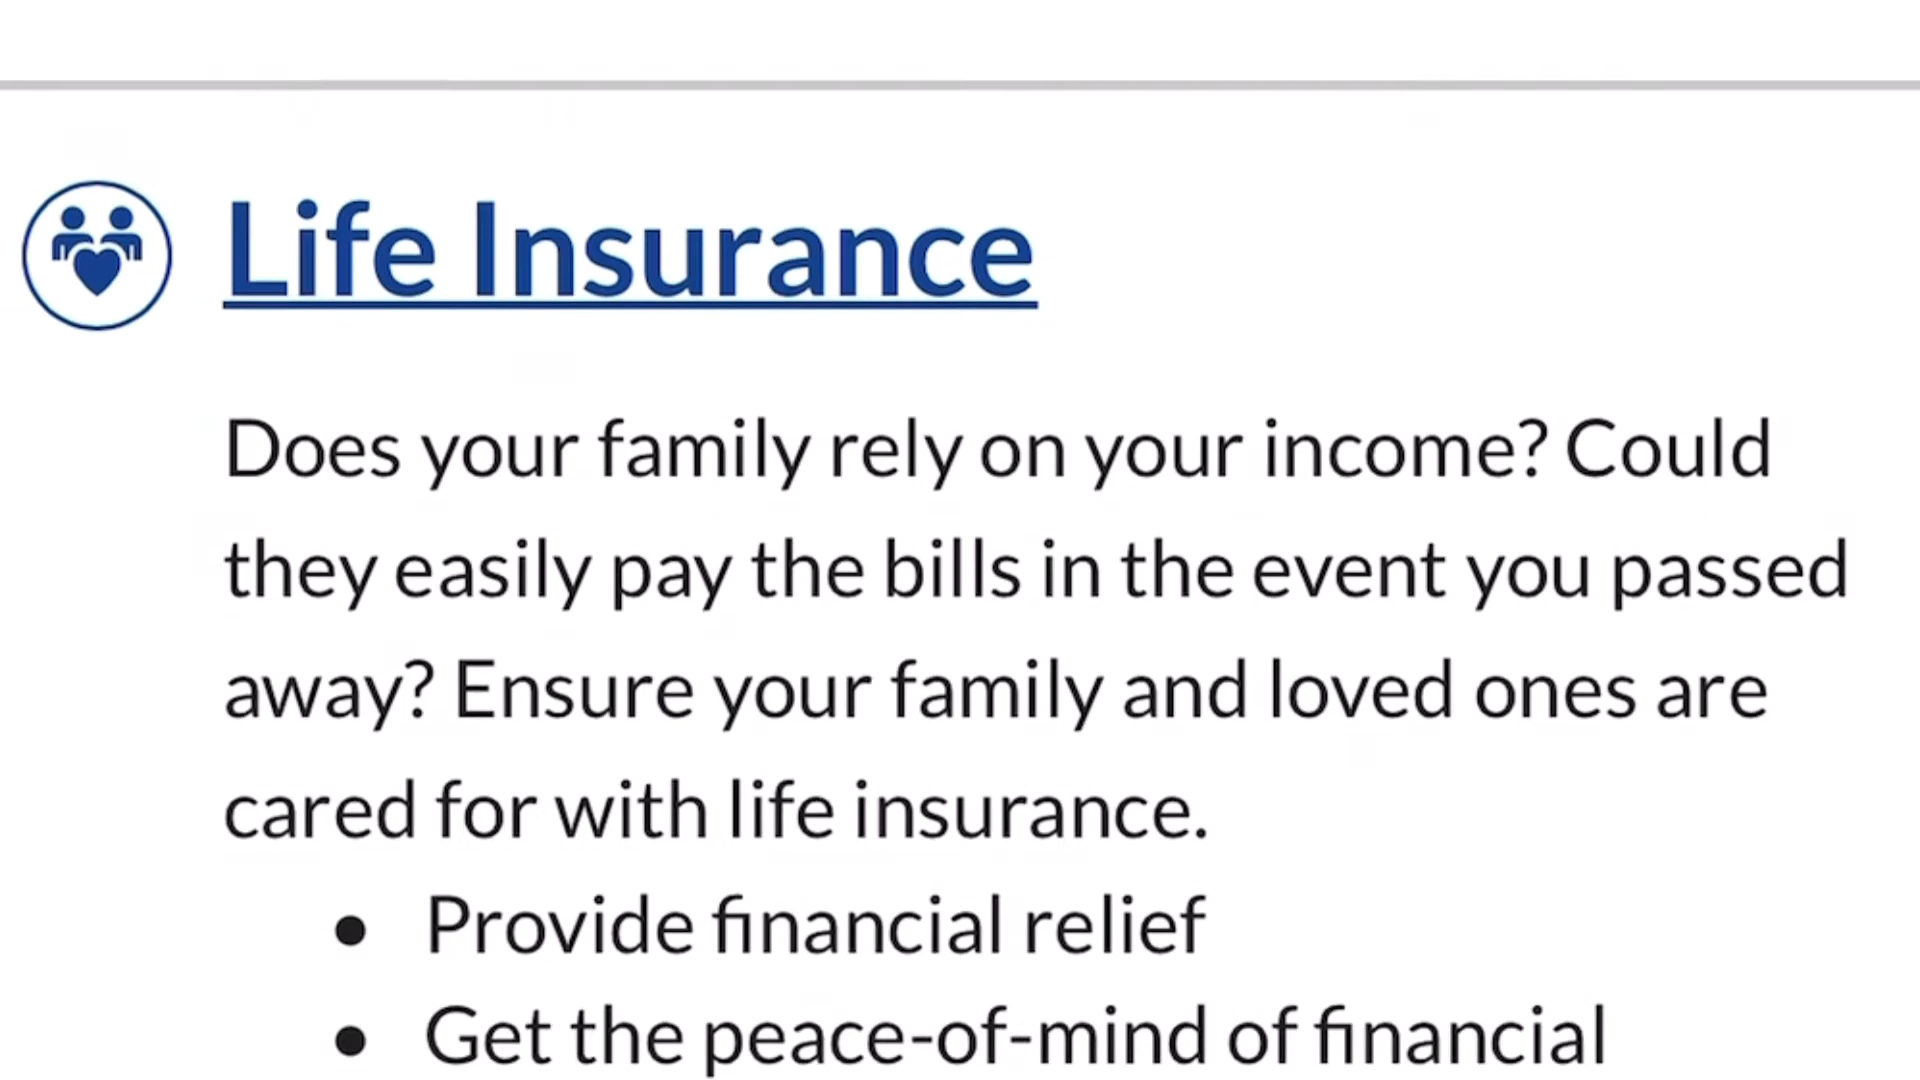 Life Insurance
Does your family rely on your income? Could
they easily pay the bills in the event you passed
away? Ensure your family and loved ones are
cared for with life insurance.
• Provide financial relief
• Get the peace-of-mind of financial